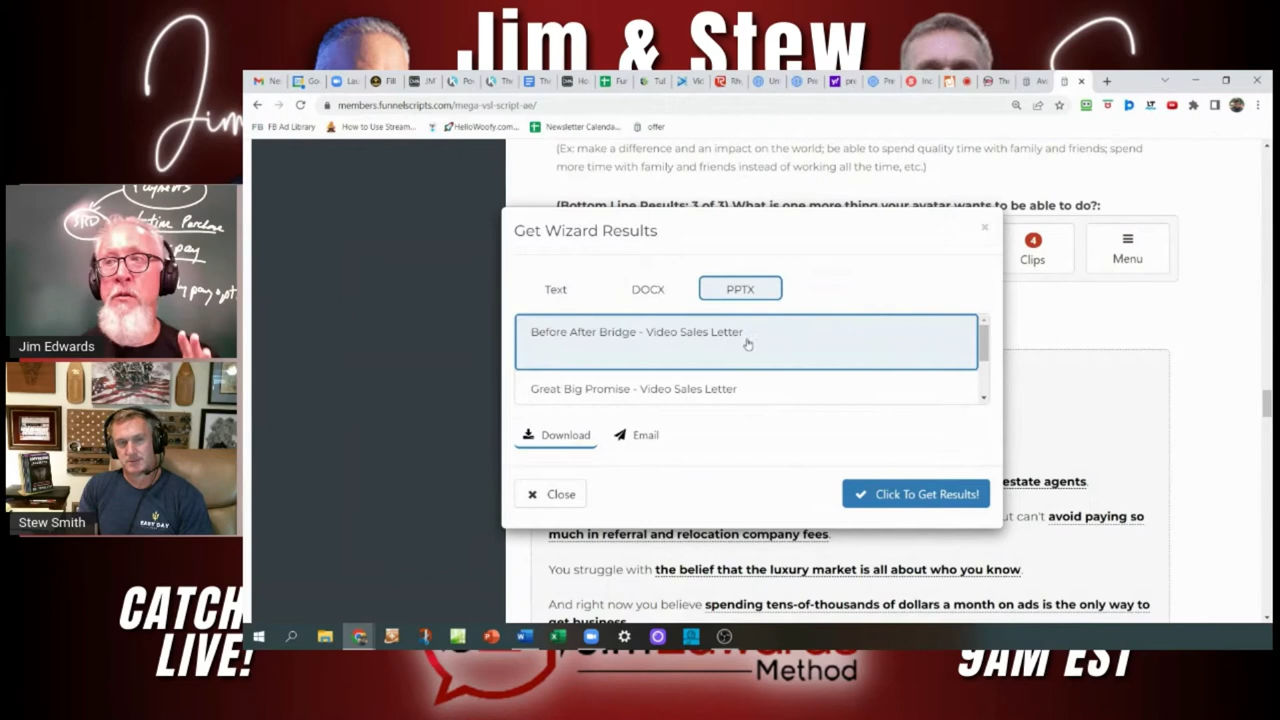 Jim & Stew
Jim
members.funnelscripts.com/mega-vsl-script-ae/
FB Ad Library
How to Use Stream...
HelloWoofy.com...
Newsletter Calenda...
offer
(Ex: make a difference and an impact on the world; be able to spend quality time with family and friends; spend
more time with family and friends instead of working all the time, etc.)
(Bottom Line Results: 3 of 3) What is one more thing your avatar wants to be able to do?:
Get Wizard Results
×
4
Clips
Menu
Text
DOCX
PPTX
Before After Bridge - Video Sales Letter
Great Big Promise - Video Sales Letter
Download
Email
Close
Click To Get Results!
estate agents.
but can't avoid paying so
much in referral and relocation company fees.
You struggle with the belief that the luxury market is all about who you know.
And right now you believe spending tens-of-thousands of dollars a month on ads is the only way to
get business.
Jim Edwards
Stew Smith
EASY DAY
CATCH
LIVE!
Method
9AM EST